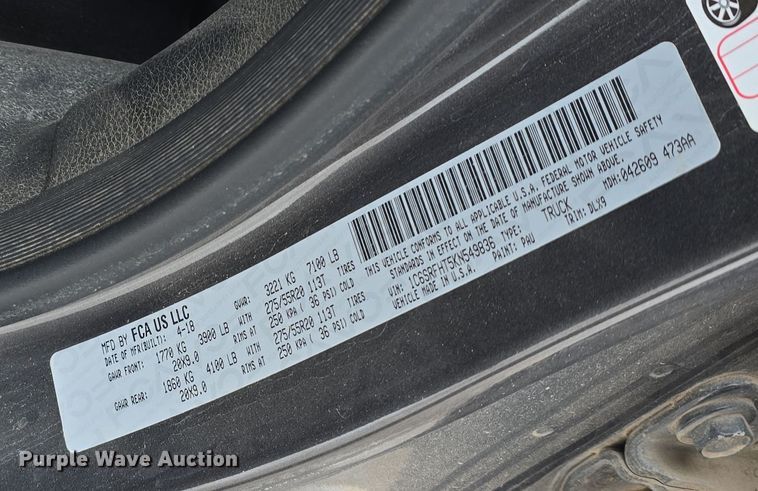 MFD BY FCA US LLC
DATE OF MFR(BUILT): 4-18 GVWR: 3221 KG 7100 LB
GAWR FRONT: 1770 KG 3900 LB WITH 275/55R20 113T TIRES
20X9.0 RIMS AT 250 KPA ( 36 PSI) COLD
GAWR REAR: 1860 KG 4100 LB WITH 275/55R20 113T TIRES
20X9.0 RIMS AT 250 KPA ( 36 PSI) COLD
THIS VEHICLE CONFORMS TO ALL APPLICABLE U.S.A. FEDERAL MOTOR VEHICLE SAFETY
STANDARDS IN EFFECT ON THE DATE OF MANUFACTURE SHOWN ABOVE.
VIN: 1C6SRFHT5KN549836 TYPE: TRUCK MDH: 042609 473AA
VEHICLE MADE IN U.S.A. PAINT: PAU TRIM: DLX9
Purple Wave Auction